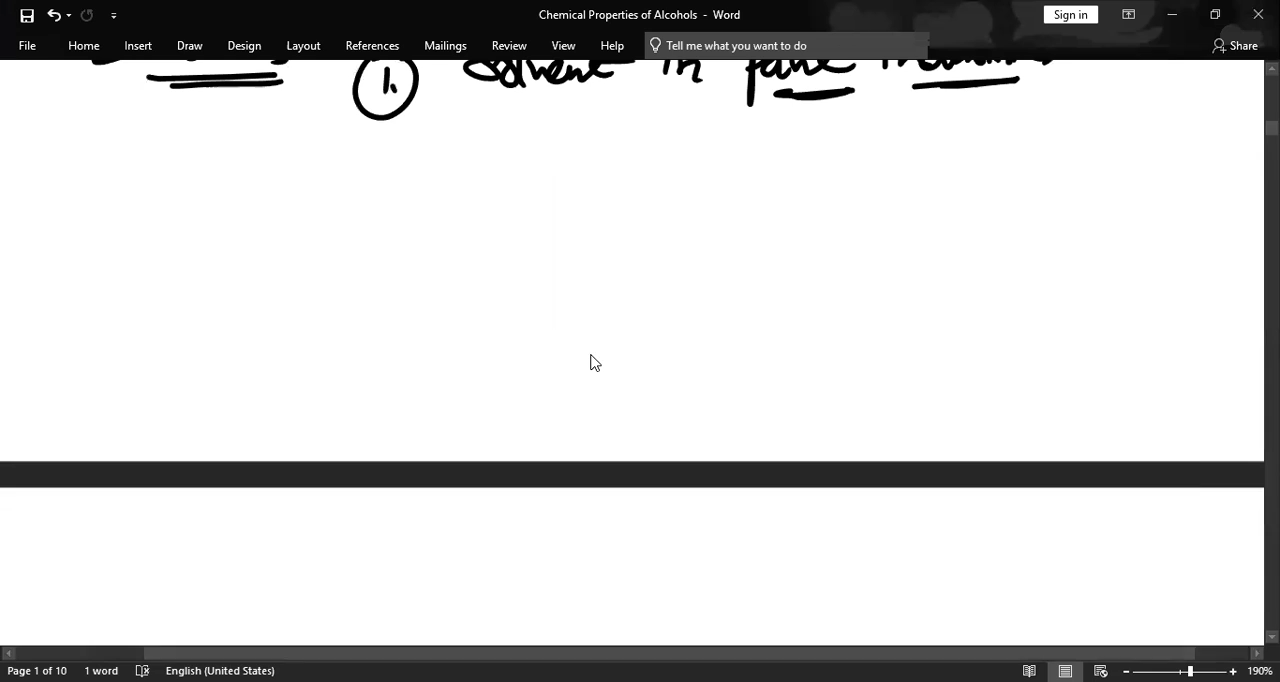 Chemical Properties of Alcohols - Word
Sign in
File Home Insert Draw Design Layout References Mailings Review View Help Tell me what you want to do Share
1. Solvent in
Page 1 of 10 1 word English (United States) 190%